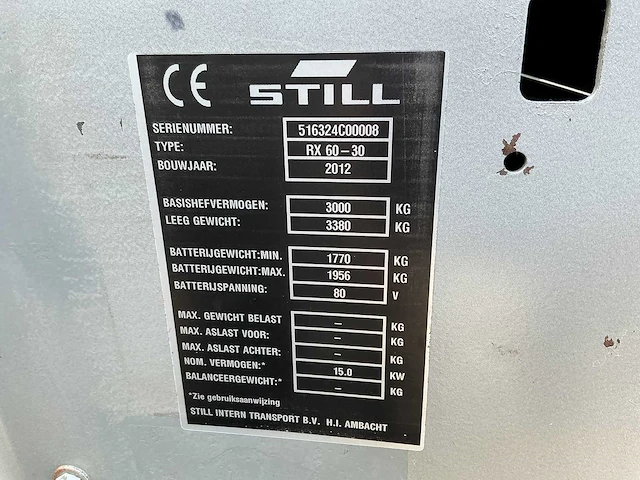 CE STILL
SERIENUMMER: 516324C00008
TYPE: RX 60-30
BOUWJAAR: 2012
BASISHEFVERMOGEN: 3000 KG
LEEG GEWICHT: 3380 KG
BATTERIJGEWICHT:MIN. 1770 KG
BATTERIJGEWICHT:MAX. 1956 KG
BATTERIJSPANNING: 80 V
MAX. GEWICHT BELAST – KG
MAX. ASLAST VOOR: – KG
MAX. ASLAST ACHTER: – KG
NOM. VERMOGEN:* 15.0 KW
BALANCEERGEWICHT:* – KG
*Zie gebruiksaanwijzing
STILL INTERN TRANSPORT B.V. H.I. AMBACHT